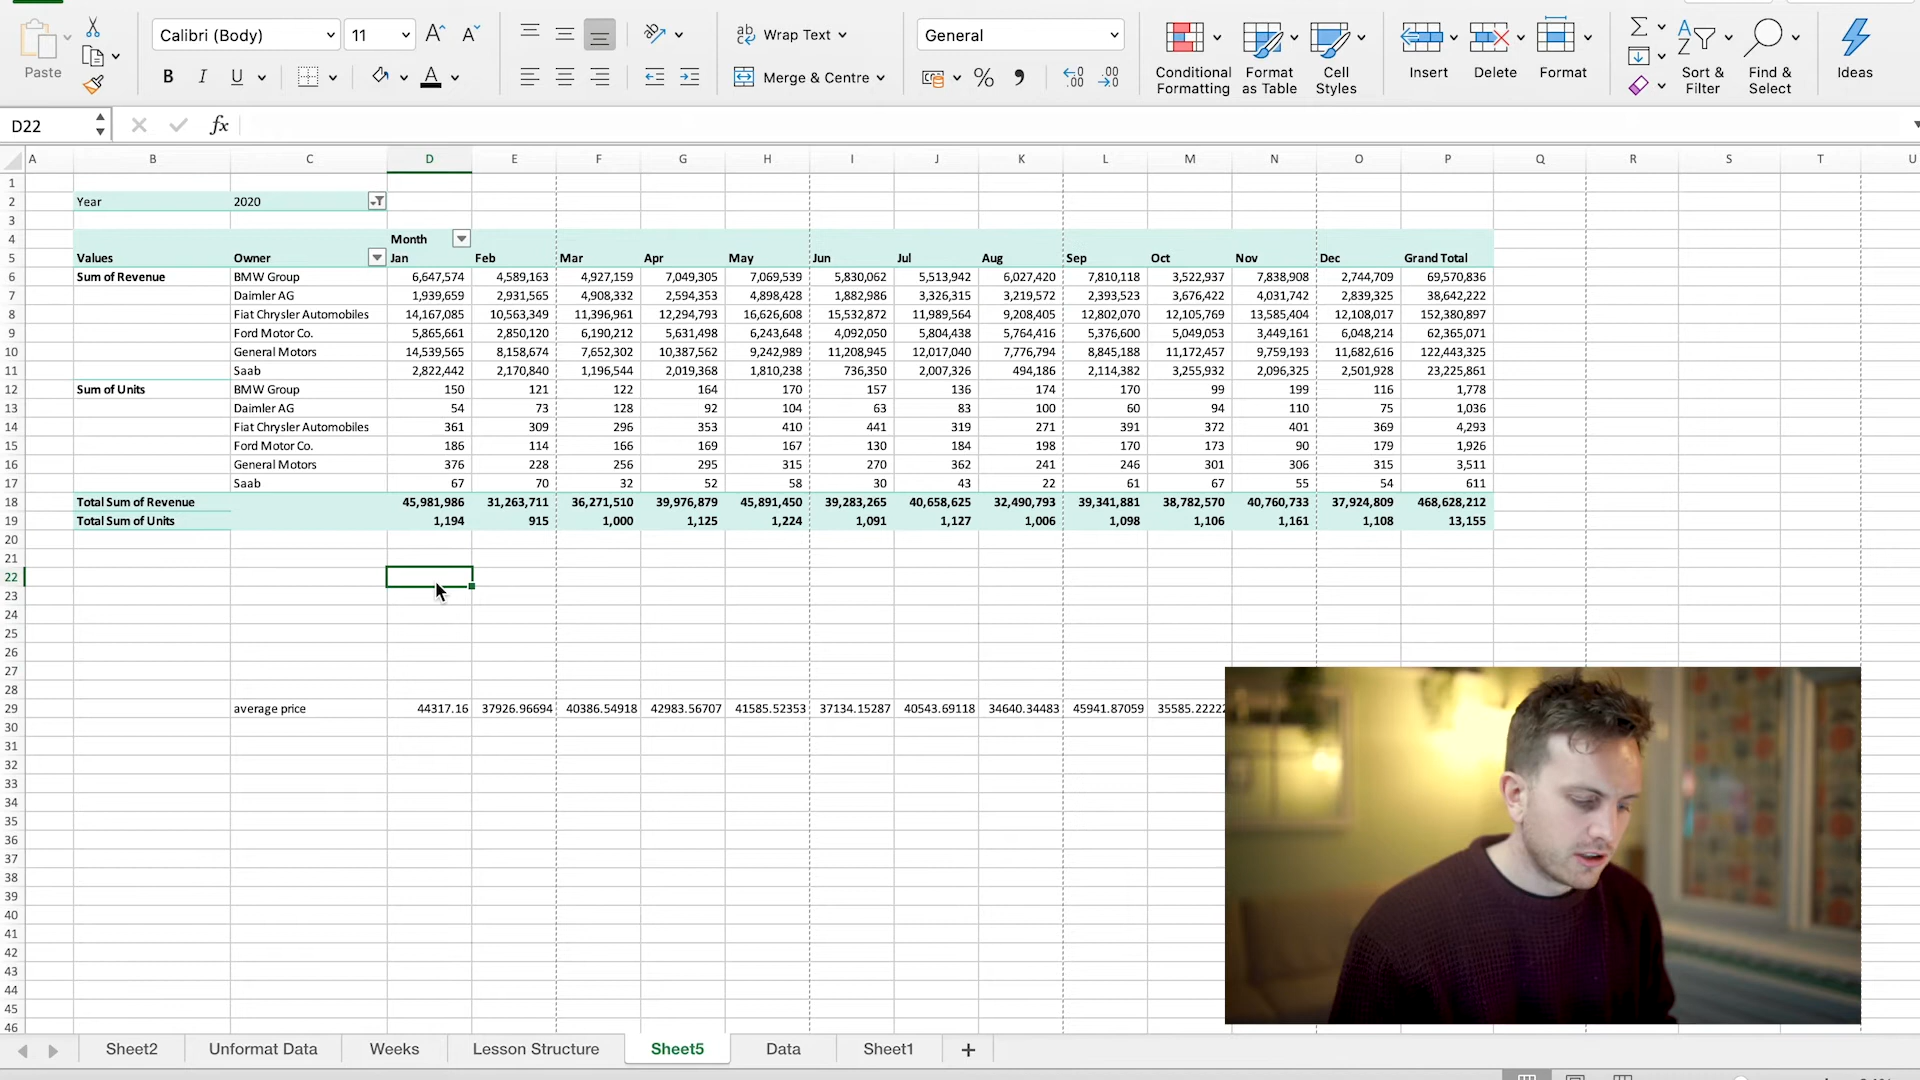 Paste
Calibri (Body)
11
A
A
B
I
U
A
ab
Wrap Text
Merge & Centre
General
%
Conditional Formatting
Format as Table
Cell Styles
Insert
Delete
Format
Sort & Filter
Find & Select
Ideas
D22
fx
A B C D E F G H I J K L M N O P Q R S T U
1
2 Year 2020
3
4 Month
5 Values Owner Jan Feb Mar Apr May Jun Jul Aug Sep Oct Nov Dec Grand Total
6 Sum of Revenue BMW Group 6,647,574 4,589,163 4,927,159 7,049,305 7,069,539 5,830,062 5,513,942 6,027,420 7,810,118 3,522,937 7,838,908 2,744,709 69,570,836
7 Daimler AG 1,939,659 2,931,565 4,908,332 2,594,353 4,898,428 1,882,986 3,326,315 3,219,572 2,393,523 3,676,422 4,031,742 2,839,325 38,642,222
8 Fiat Chrysler Automobiles 14,167,085 10,563,349 11,396,961 12,294,793 16,626,608 15,532,872 11,989,564 9,208,405 12,802,070 12,105,769 13,585,404 12,108,017 152,380,897
9 Ford Motor Co. 5,865,661 2,850,120 6,190,212 5,631,498 6,243,648 4,092,050 5,804,438 5,764,416 5,376,600 5,049,053 3,449,161 6,048,214 62,365,071
10 General Motors 14,539,565 8,158,674 7,652,302 10,387,562 9,242,989 11,208,945 12,017,040 7,776,794 8,845,188 11,172,457 9,759,193 11,682,616 122,443,325
11 Saab 2,822,442 2,170,840 1,196,544 2,019,368 1,810,238 736,350 2,007,326 494,186 2,114,382 3,255,932 2,096,325 2,501,928 23,225,861
12 Sum of Units BMW Group 150 121 122 164 170 157 136 174 170 99 199 116 1,778
13 Daimler AG 54 73 128 92 104 63 83 100 60 94 110 75 1,036
14 Fiat Chrysler Automobiles 361 309 296 353 410 441 319 271 391 372 401 369 4,293
15 Ford Motor Co. 186 114 166 169 167 130 184 198 170 173 90 179 1,926
16 General Motors 376 228 256 295 315 270 362 241 246 301 306 315 3,511
17 Saab 67 70 32 52 58 30 43 22 61 67 55 54 611
18 Total Sum of Revenue 45,981,986 31,263,711 36,271,510 39,976,879 45,891,450 39,283,265 40,658,625 32,490,793 39,341,881 38,782,570 40,760,733 37,924,809 468,628,212
19 Total Sum of Units 1,194 915 1,000 1,125 1,224 1,091 1,127 1,006 1,098 1,106 1,161 1,108 13,155
20
21
22
23
24
25
26
27
28
29 average price 44317.16 37926.96694 40386.54918 42983.56707 41585.52353 37134.15287 40543.69118 34640.34483 45941.87059 35585.2222
30
31
32
33
34
35
36
37
38
39
40
41
42
43
44
45
46
Sheet2 Unformat Data Weeks Lesson Structure Sheet5 Data Sheet1 +